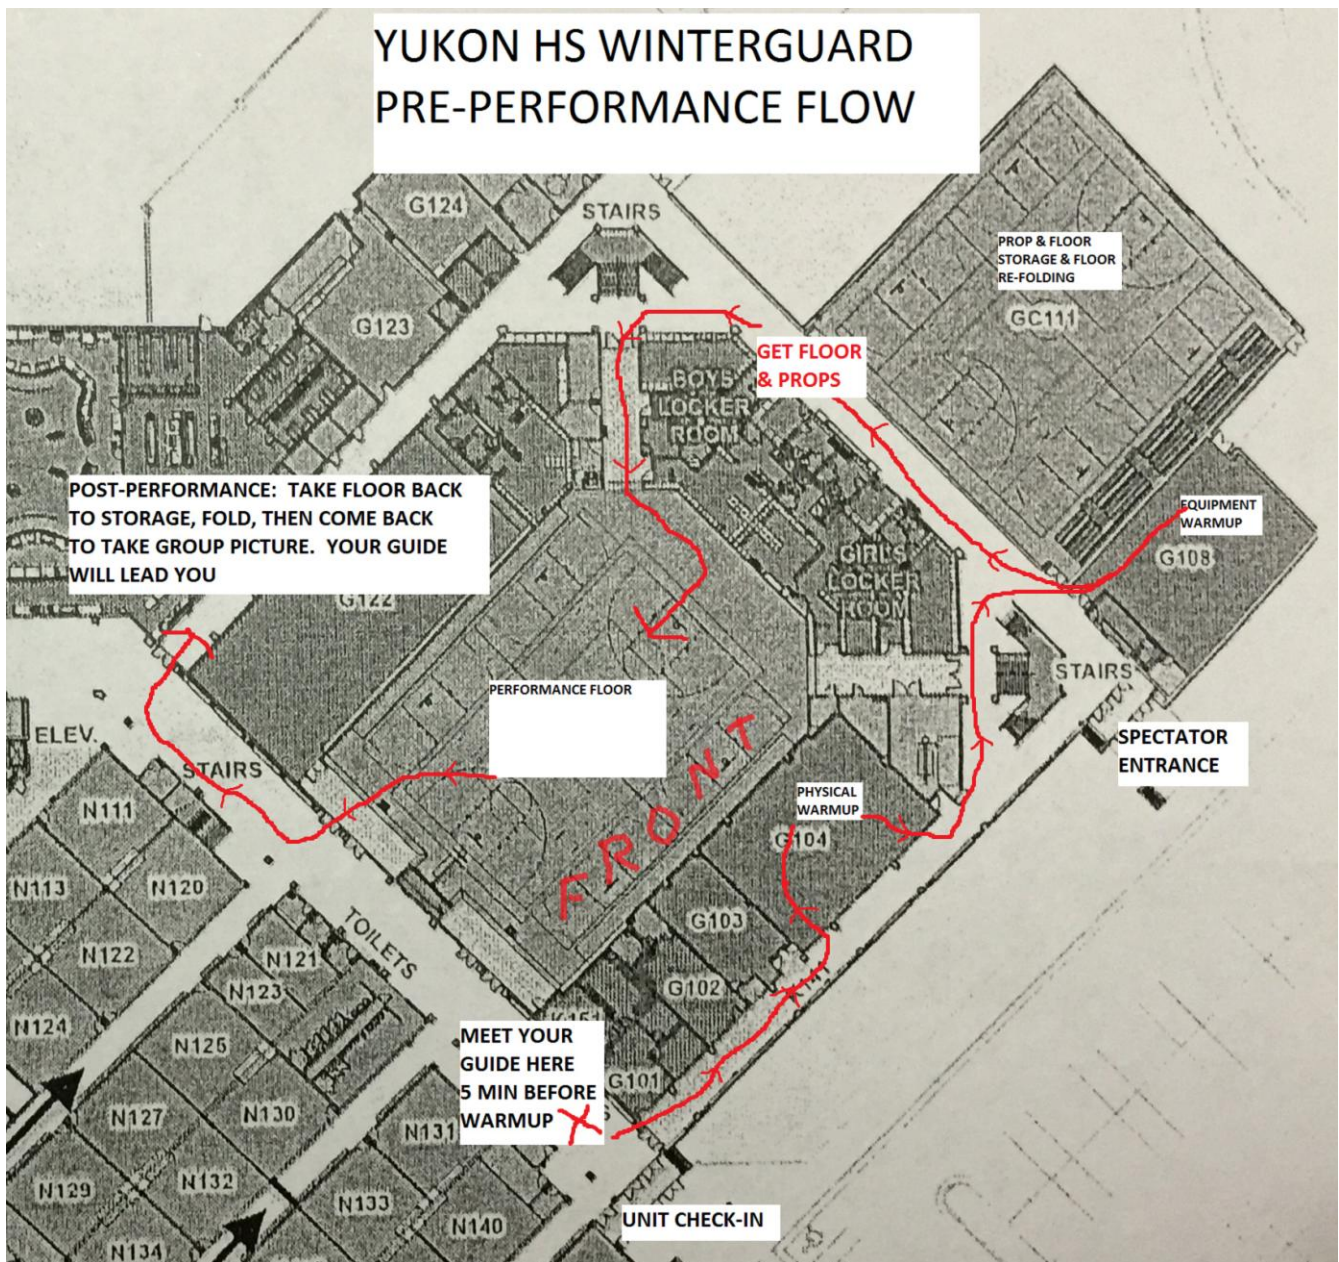 YUKON HS WINTERGUARD
PRE-PERFORMANCE FLOW
G124
STAIRS
PROP & FLOOR
STORAGE & FLOOR
RE-FOLDING
GC111
G123
GET FLOOR
& PROPS
BOYS
LOCKER
ROOM
POST-PERFORMANCE: TAKE FLOOR BACK
TO STORAGE, FOLD, THEN COME BACK
TO TAKE GROUP PICTURE. YOUR GUIDE
WILL LEAD YOU
EQUIPMENT
WARMUP
G108
GIRLS
LOCKER
ROOM
G122
STAIRS
PERFORMANCE FLOOR
ELEV.
SPECTATOR
ENTRANCE
STAIRS
FRONT
PHYSICAL
WARMUP
G104
N111
N113
N120
G103
TOILETS
N122
N121
G102
N123
N124
K151
N125
MEET YOUR
GUIDE HERE
5 MIN BEFORE
WARMUP
G101
N127
N130
N131
N129
N132
N133
N140
UNIT CHECK-IN
N134